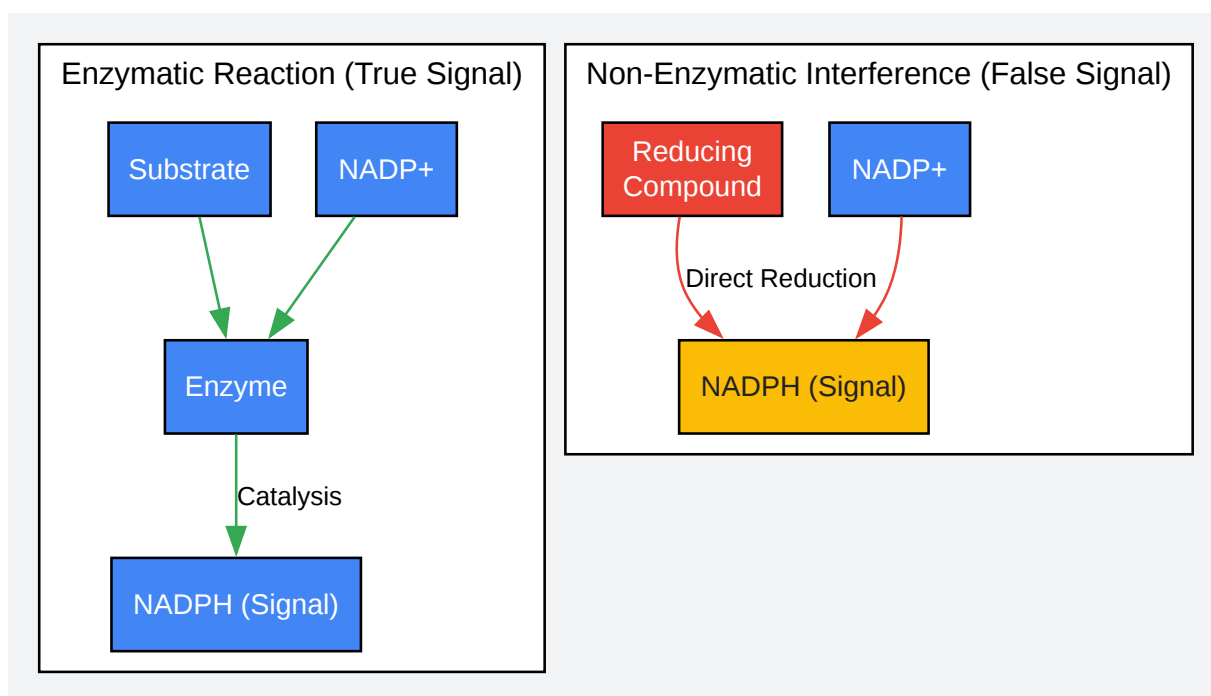 Enzymatic Reaction (True Signal)
Substrate
NADP+
Enzyme
Catalysis
NADPH (Signal)
Non-Enzymatic Interference (False Signal)
Reducing
Compound
NADP+
Direct Reduction
NADPH (Signal)